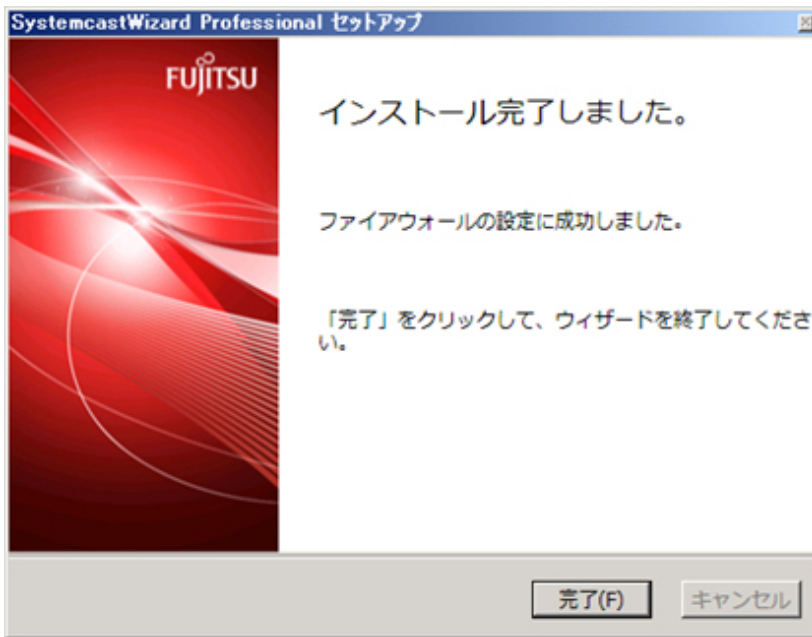 SystemcastWizard Professional セットアップ
FUJITSU
インストール完了しました。
ファイアウォールの設定に成功しました。
「完了」をクリックして、ウィザードを終了してくださ
い。
完了(F)
キャンセル